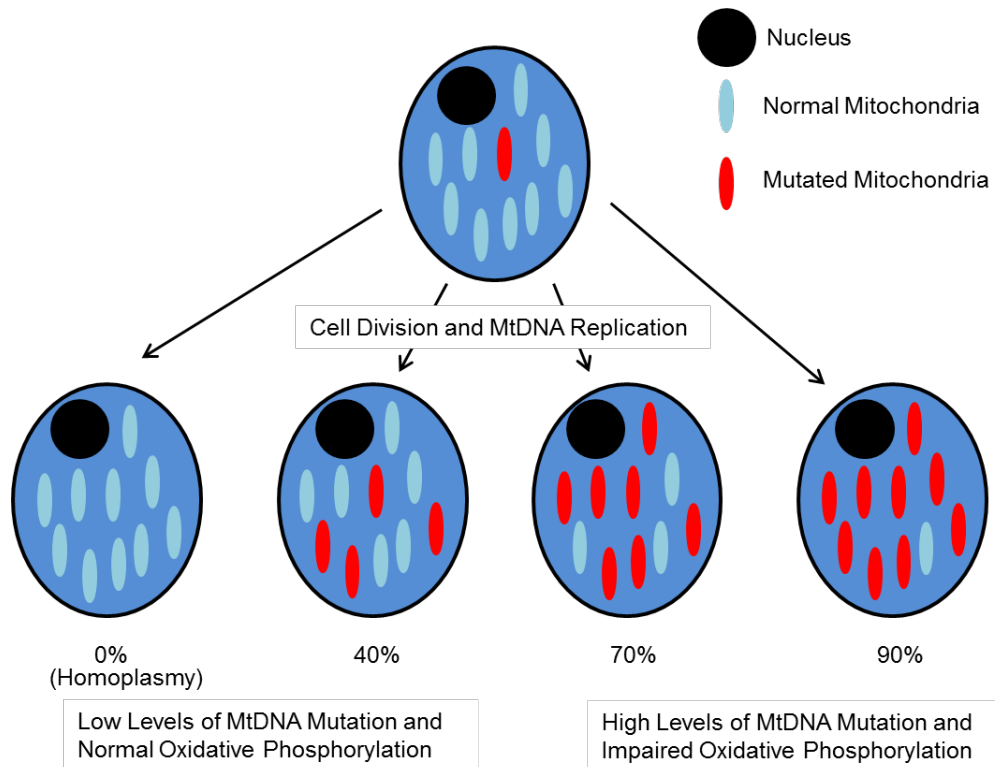 Nucleus
Normal Mitochondria
Mutated Mitochondria
Cell Division and MtDNA Replication
0%
(Homoplasmy)
40%
70%
90%
Low Levels of MtDNA Mutation and
Normal Oxidative Phosphorylation
High Levels of MtDNA Mutation and
Impaired Oxidative Phosphorylation